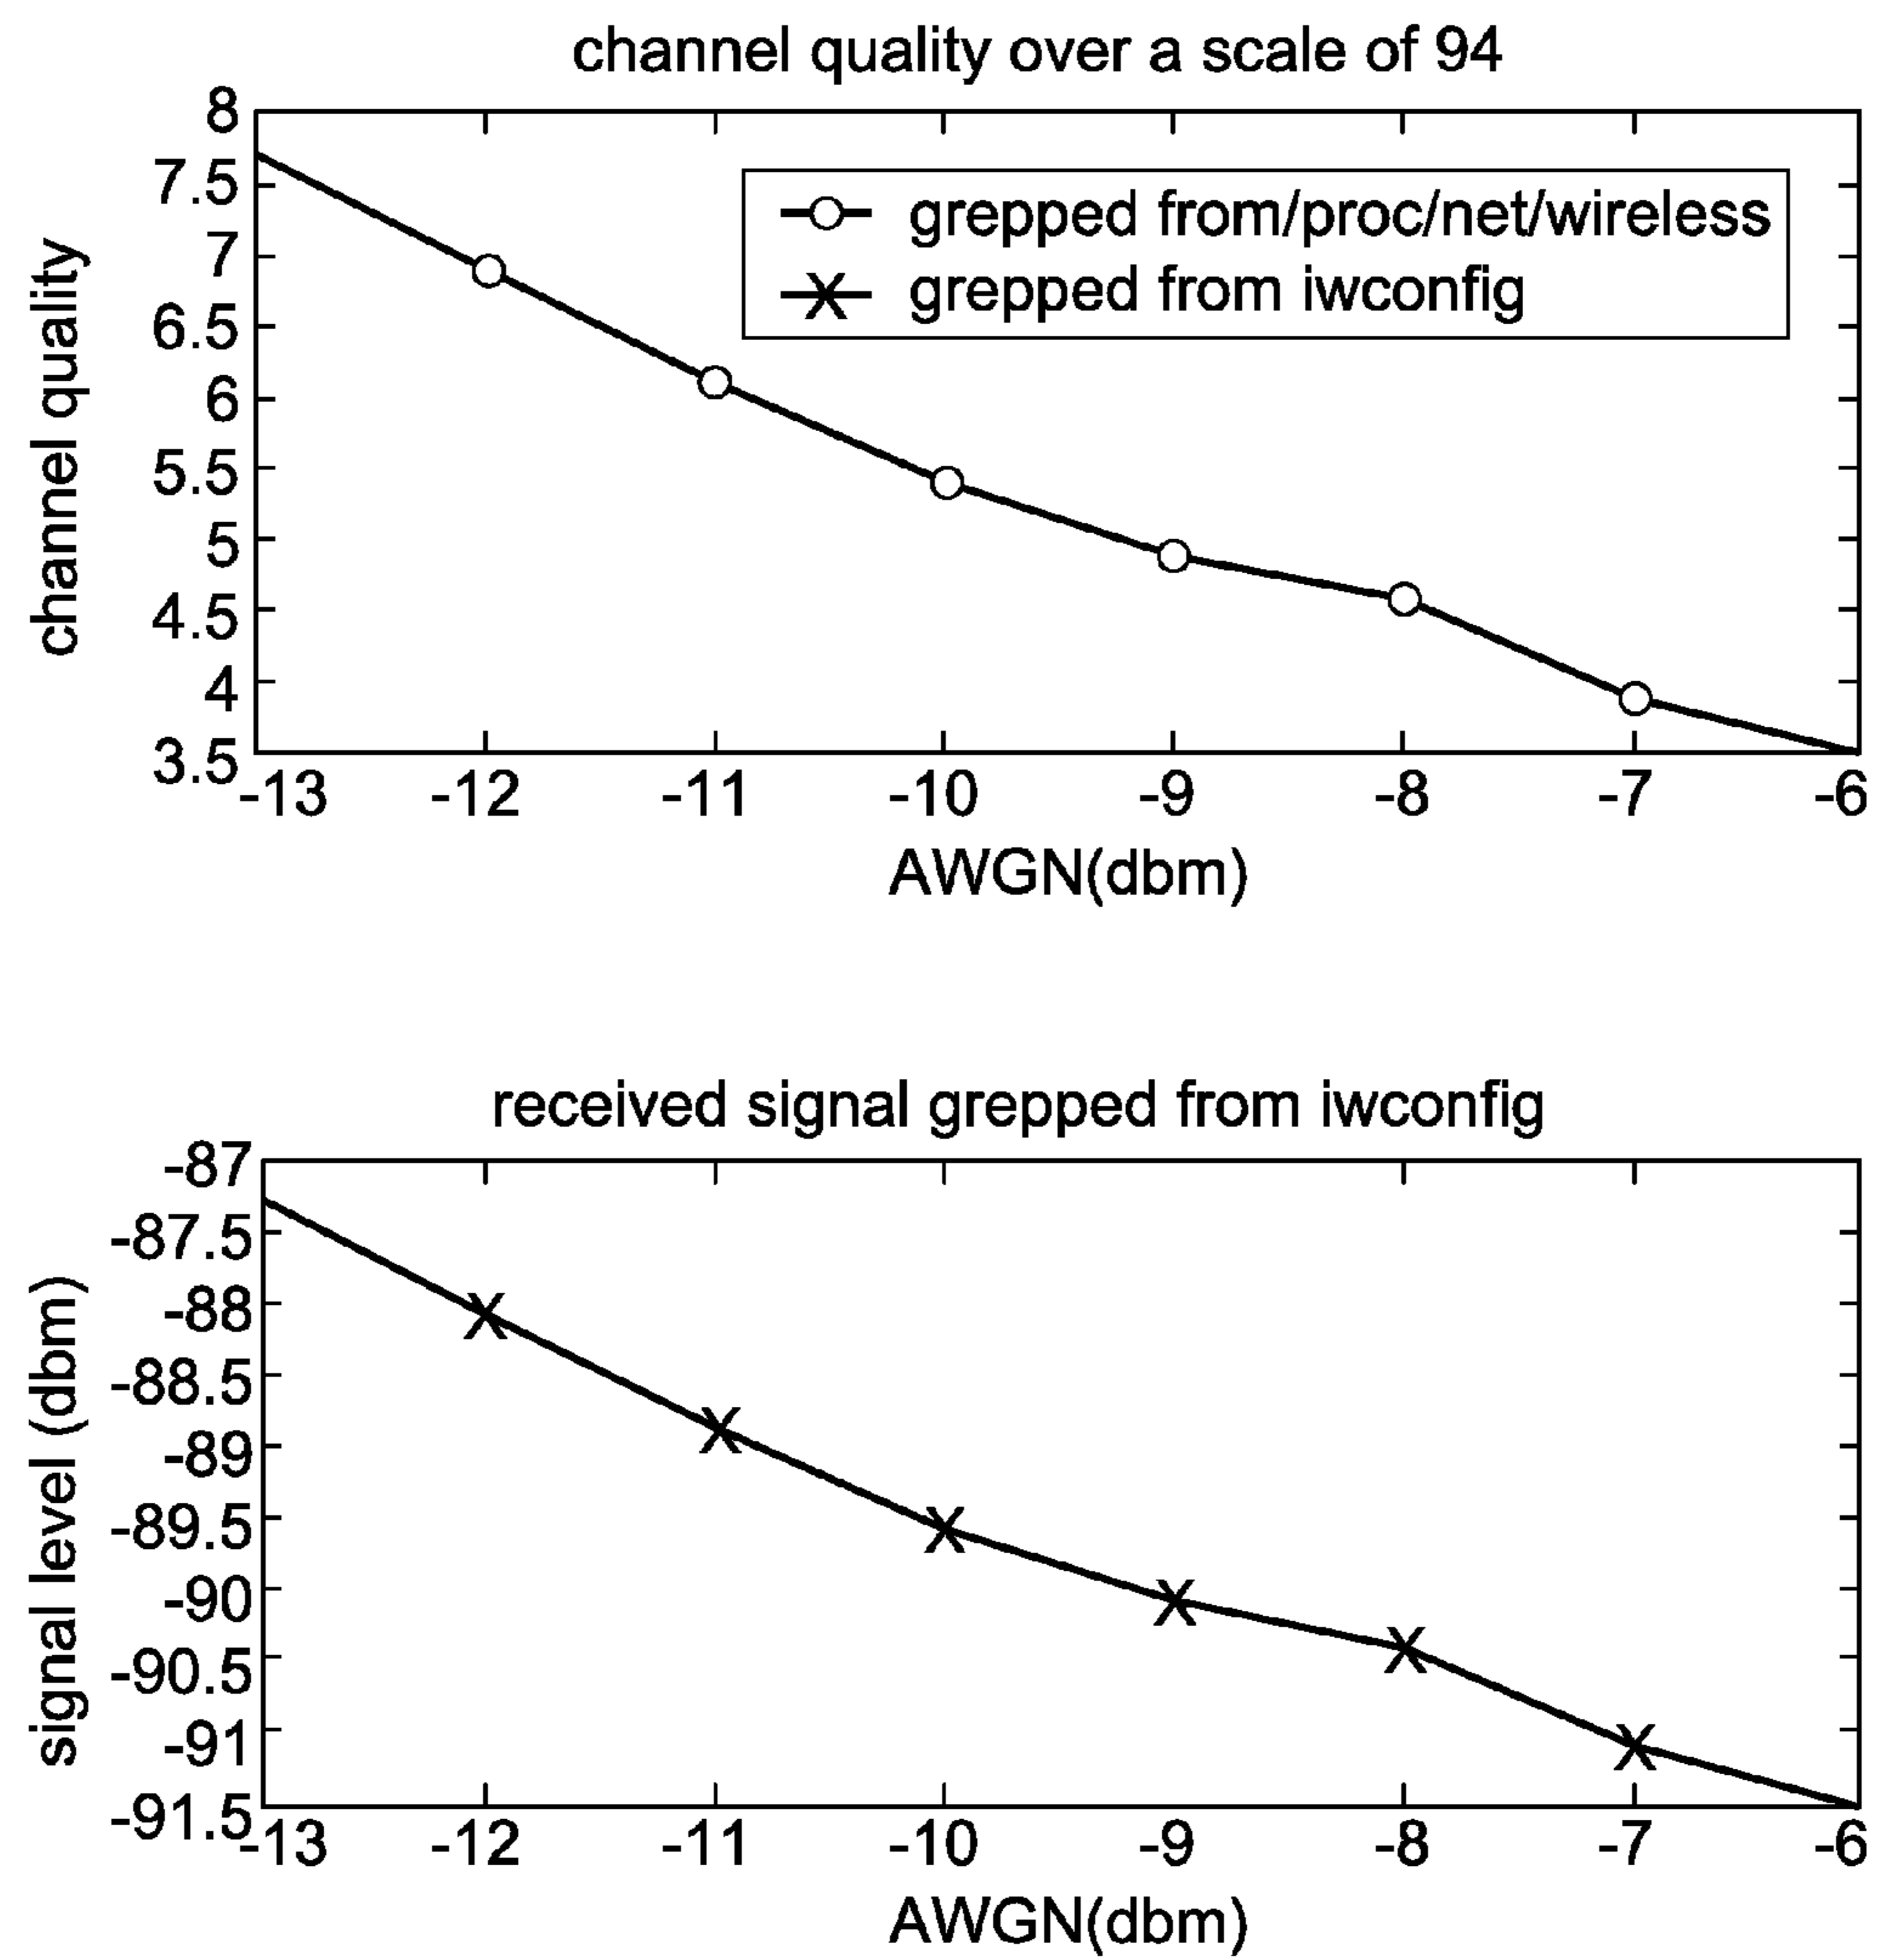 channel quality over a scale of 94
8
7.5
7
6.5
6
5.5
5
4.5
4
3.5
channel quality
grepped from/proc/net/wireless
grepped from iwconfig
-13 -12 -11 -10 -9 -8 -7 -6
AWGN(dbm)
received signal grepped from iwconfig
-87
-87.5
-88
-88.5
-89
-89.5
-90
-90.5
-91
-91.5
signal level (dbm)
-13 -12 -11 -10 -9 -8 -7 -6
AWGN(dbm)